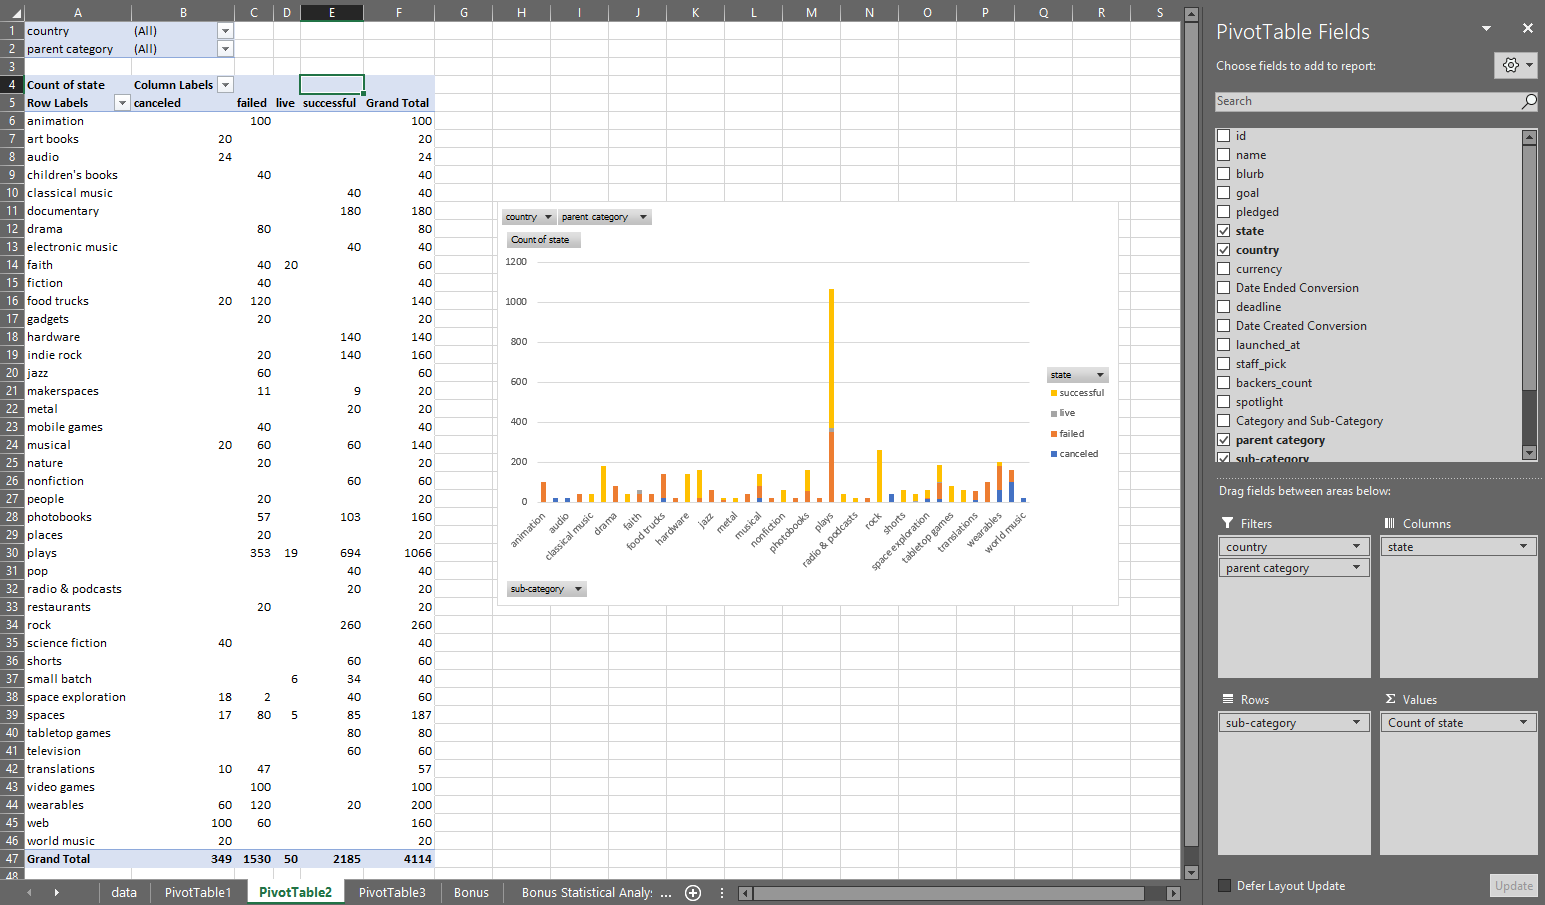 A B C D E F G H I J K L M N O P Q R S
1 country (All)
2 parent category (All)
3
4 Count of state Column Labels
5 Row Labels canceled failed live successful Grand Total
6 animation 100 100
7 art books 20 20
8 audio 24 24
9 children's books 40 40
10 classical music 40 40
11 documentary 180 180
12 drama 80 80
13 electronic music 40 40
14 faith 40 20 60
15 fiction 40 40
16 food trucks 20 120 140
17 gadgets 20 20
18 hardware 140 140
19 indie rock 20 140 160
20 jazz 60 60
21 makerspaces 11 9 20
22 metal 20 20
23 mobile games 40 40
24 musical 20 60 60 140
25 nature 20 20
26 nonfiction 60 60
27 people 20 20
28 photobooks 57 103 160
29 places 20 20
30 plays 353 19 694 1066
31 pop 40 40
32 radio & podcasts 20 20
33 restaurants 20 20
34 rock 260 260
35 science fiction 40 40
36 shorts 60 60
37 small batch 6 34 40
38 space exploration 18 2 40 60
39 spaces 17 80 5 85 187
40 tabletop games 80 80
41 television 60 60
42 translations 10 47 57
43 video games 100 100
44 wearables 60 120 20 200
45 web 100 60 160
46 world music 20 20
47 Grand Total 349 1530 50 2185 4114
48
country parent category
Count of state
1200
1000
800
600
400
200
0
animation
audio
classical music
drama
faith
food trucks
hardware
jazz
metal
musical
nonfiction
photobooks
plays
radio & podcasts
rock
shorts
space exploration
tabletop games
translations
wearables
world music
state
successful
live
failed
canceled
sub-category
data PivotTable1 PivotTable2 PivotTable3 Bonus Bonus Statistical Analy: ...
PivotTable Fields
Choose fields to add to report:
Search
id
name
blurb
goal
pledged
state
country
currency
Date Ended Conversion
deadline
Date Created Conversion
launched_at
staff_pick
backers_count
spotlight
Category and Sub-Category
parent category
sub-category
Drag fields between areas below:
Filters Columns
country state
parent category
Rows Σ Values
sub-category Count of state
Defer Layout Update Update